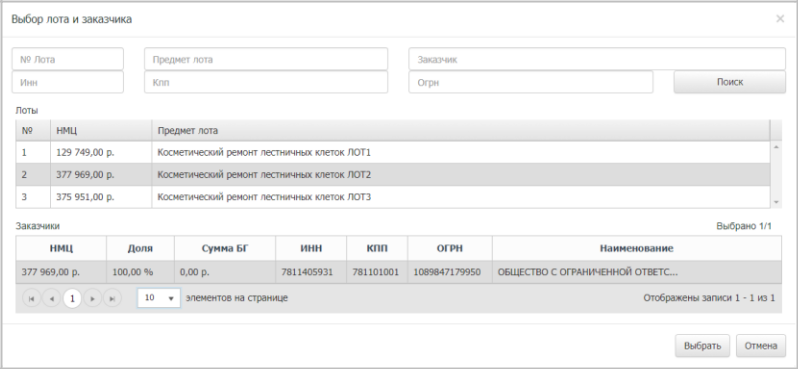 Выбор лота и заказчика
№ Лота Предмет лота Заказчик
Инн Кпп Огрн Поиск
Лоты
№ НМЦ Предмет лота
1 129 749,00 р. Косметический ремонт лестничных клеток ЛОТ1
2 377 969,00 р. Косметический ремонт лестничных клеток ЛОТ2
3 375 951,00 р. Косметический ремонт лестничных клеток ЛОТ3
Заказчики Выбрано 1/1
НМЦ Доля Сумма БГ ИНН КПП ОГРН Наименование
377 969,00 р. 100,00 % 0,00 р. 7811405931 781101001 1089847179950 ОБЩЕСТВО С ОГРАНИЧЕННОЙ ОТВЕТС...
1 10 элементов на странице Отображены записи 1 - 1 из 1
Выбрать Отмена